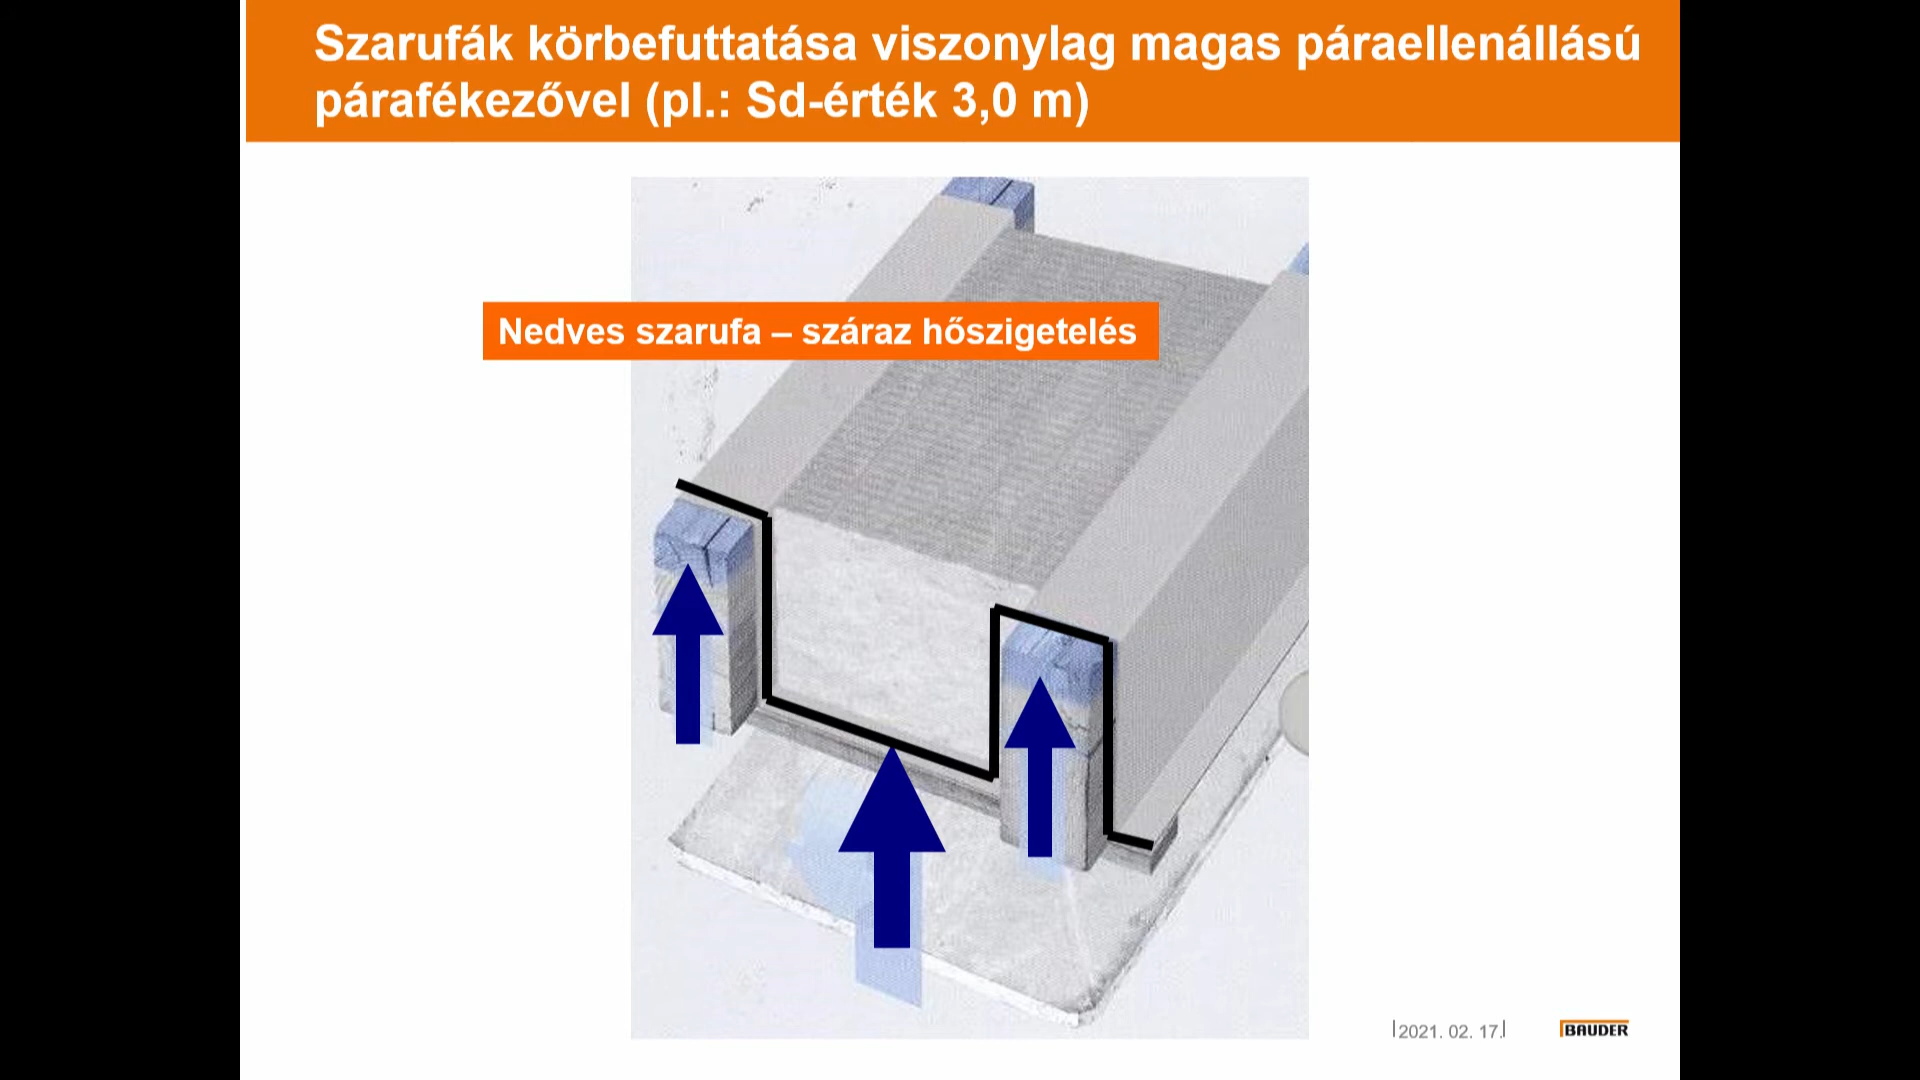 Szarufák körbefuttatása viszonylag magas páraellenállású
párafékezővel (pl.: Sd-érték 3,0 m)
Nedves szarufa – száraz hőszigetelés
2021. 02. 17.
BAUDER